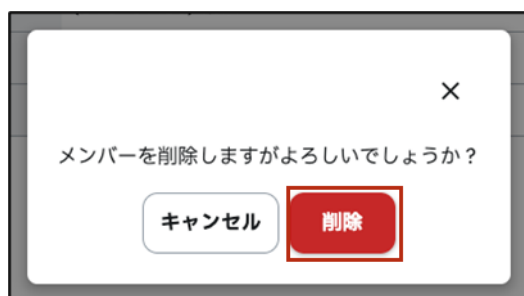 メンバーを削除しますがよろしいでしょうか？
キャンセル
削除